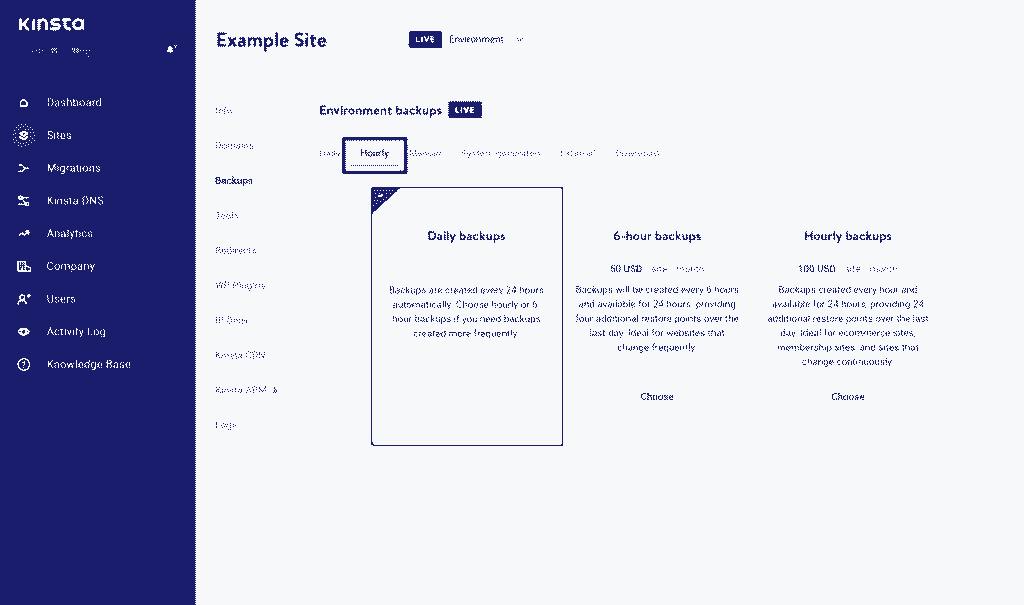 KINSTA
Dashboard
Sites
Migrations
Kinsta DNS
Analytics
Company
Users
Activity Log
Knowledge Base
Example Site
LIVE Environment
Info
Domains
Backups
Tools
Redirects
IP Deny
Kinsta CDN
Kinsta APM
Logs
Environment backups LIVE
Daily Hourly Manual System generated External Download
Daily backups
Backups are created every 24 hours
automatically. Choose hourly or 6-
hour backups if you need backups
created more frequently.
6-hour backups
50 USD site month
Backups will be created every 6 hours
and available for 24 hours, providing
four additional restore points over the
last day. Ideal for websites that
change frequently.
Choose
Hourly backups
100 USD site month
Backups created every hour and
available for 24 hours, providing 24
additional restore points over the last
day. Ideal for ecommerce sites,
membership sites, and sites that
change continuously.
Choose